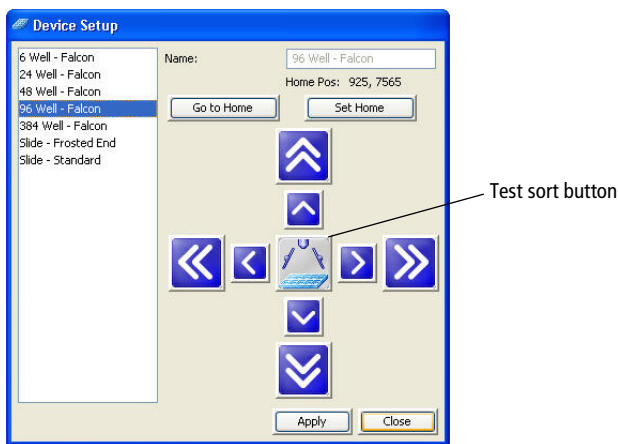 Device Setup
6 Well - Falcon
24 Well - Falcon
48 Well - Falcon
96 Well - Falcon
384 Well - Falcon
Slide - Frosted End
Slide - Standard
Name: 96 Well - Falcon
Home Pos: 925, 7565
Go to Home Set Home
Test sort button
Apply Close